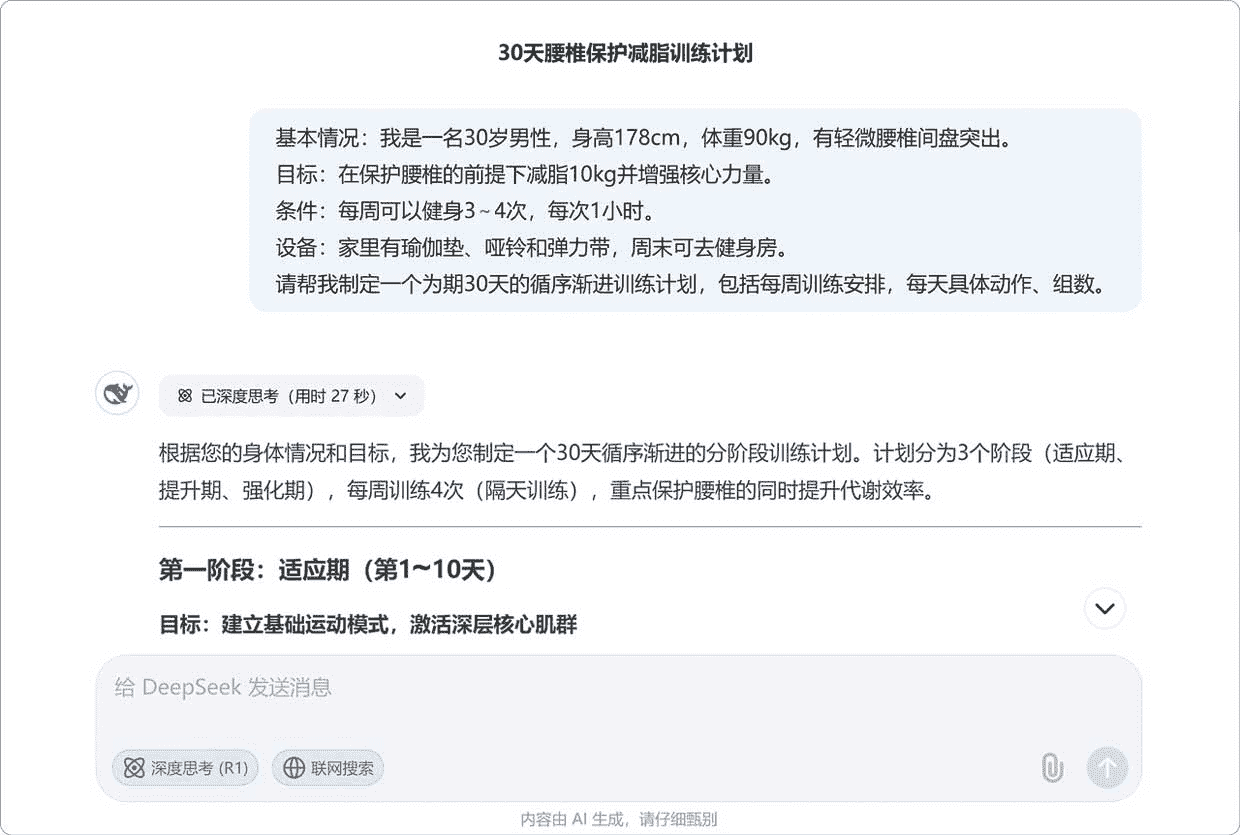 30天腰椎保护减脂训练计划
基本情况：我是一名30岁男性，身高178cm，体重90kg，有轻微腰椎间盘突出。
目标：在保护腰椎的前提下减脂10kg并增强核心力量。
条件：每周可以健身3~4次，每次1小时。
设备：家里有瑜伽垫、哑铃和弹力带，周末可去健身房。
请帮我制定一个为期30天的循序渐进训练计划，包括每周训练安排，每天具体动作、组数。
已深度思考（用时 27 秒）
根据您的身体情况和目标，我为您制定一个30天循序渐进的分阶段训练计划。计划分为3个阶段（适应期、
提升期、强化期），每周训练4次（隔天训练），重点保护腰椎的同时提升代谢效率。
第一阶段：适应期（第1~10天）
目标：建立基础运动模式，激活深层核心肌群
给 DeepSeek 发送消息
深度思考 (R1) 联网搜索
内容由 AI 生成，请仔细甄别